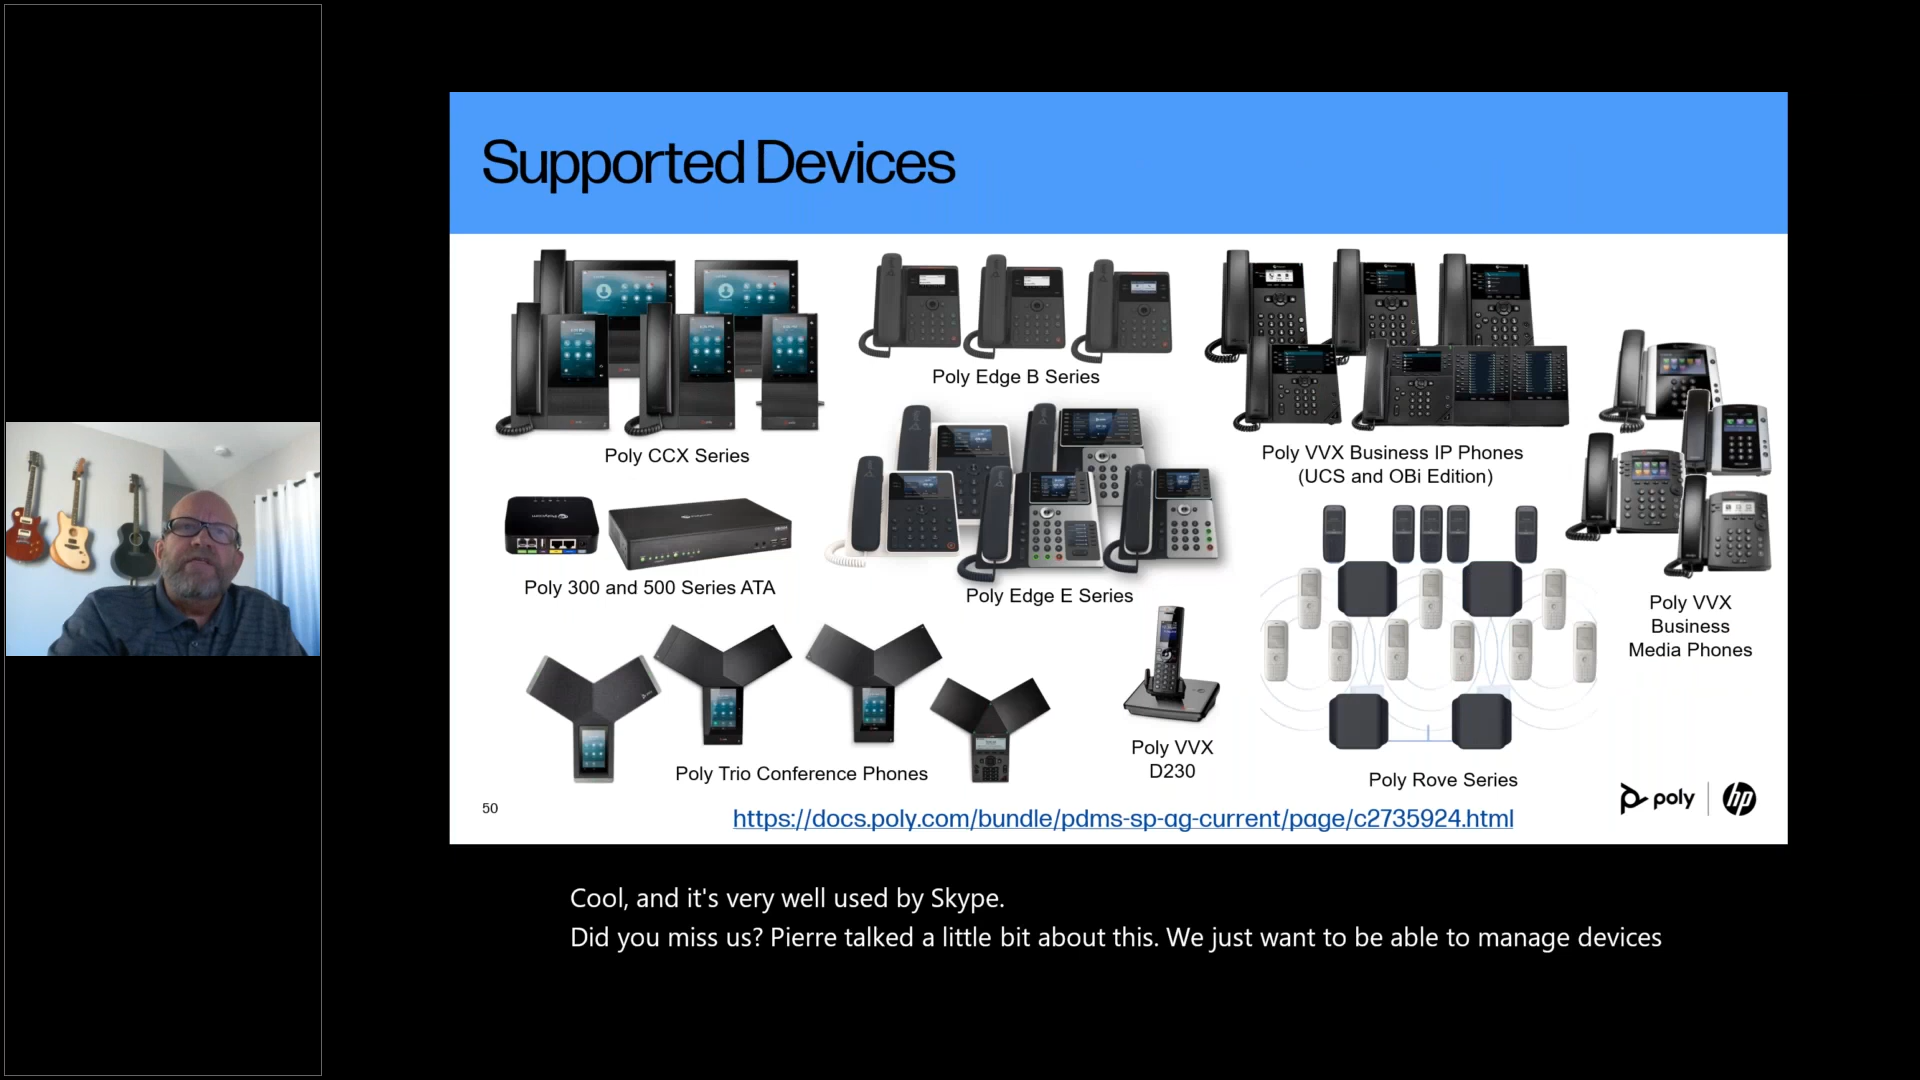 Supported Devices
Poly Edge B Series
Poly CCX Series
Poly VVX Business IP Phones
(UCS and OBi Edition)
Poly 300 and 500 Series ATA
Poly Edge E Series
Poly VVX
Business
Media Phones
Poly Trio Conference Phones
Poly VVX
D230
Poly Rove Series
50
https://docs.poly.com/bundle/pdms-sp-ag-current/page/c2735924.html
poly
hp
Cool, and it's very well used by Skype.
Did you miss us? Pierre talked a little bit about this. We just want to be able to manage devices